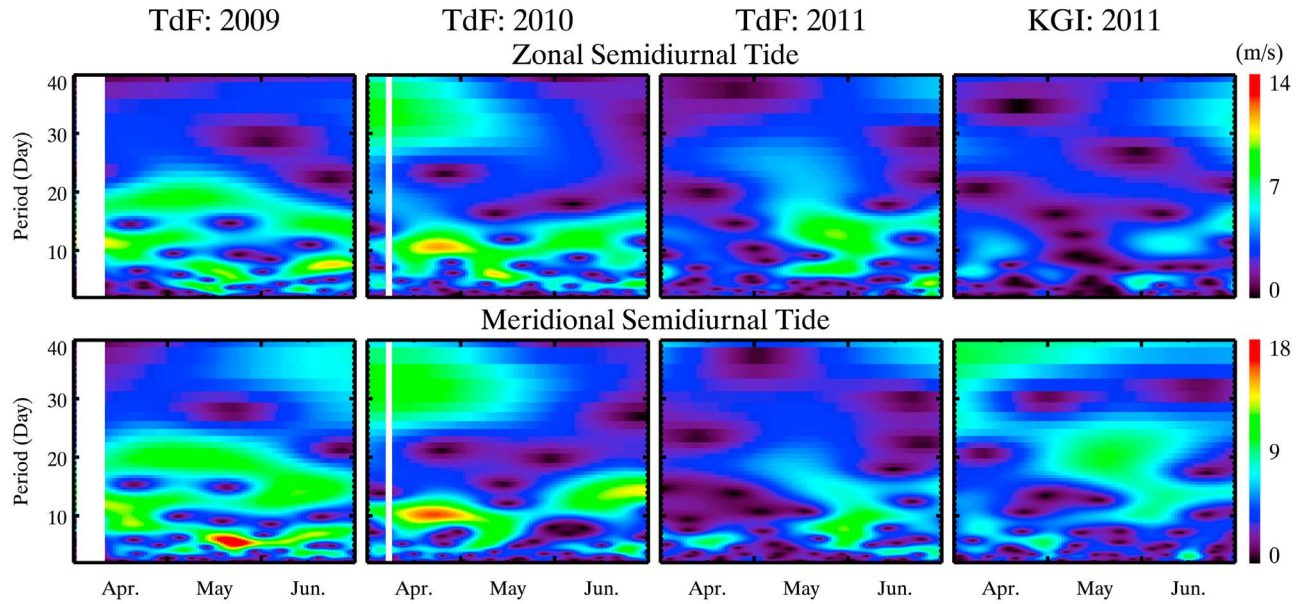 TdF: 2009 TdF: 2010 TdF: 2011 KGI: 2011
Zonal Semidiurnal Tide (m/s)
40
30
20
10
Period (Day)
14
7
0
Meridional Semidiurnal Tide
40
30
20
10
Period (Day)
18
9
0
Apr. May Jun. Apr. May Jun. Apr. May Jun. Apr. May Jun.